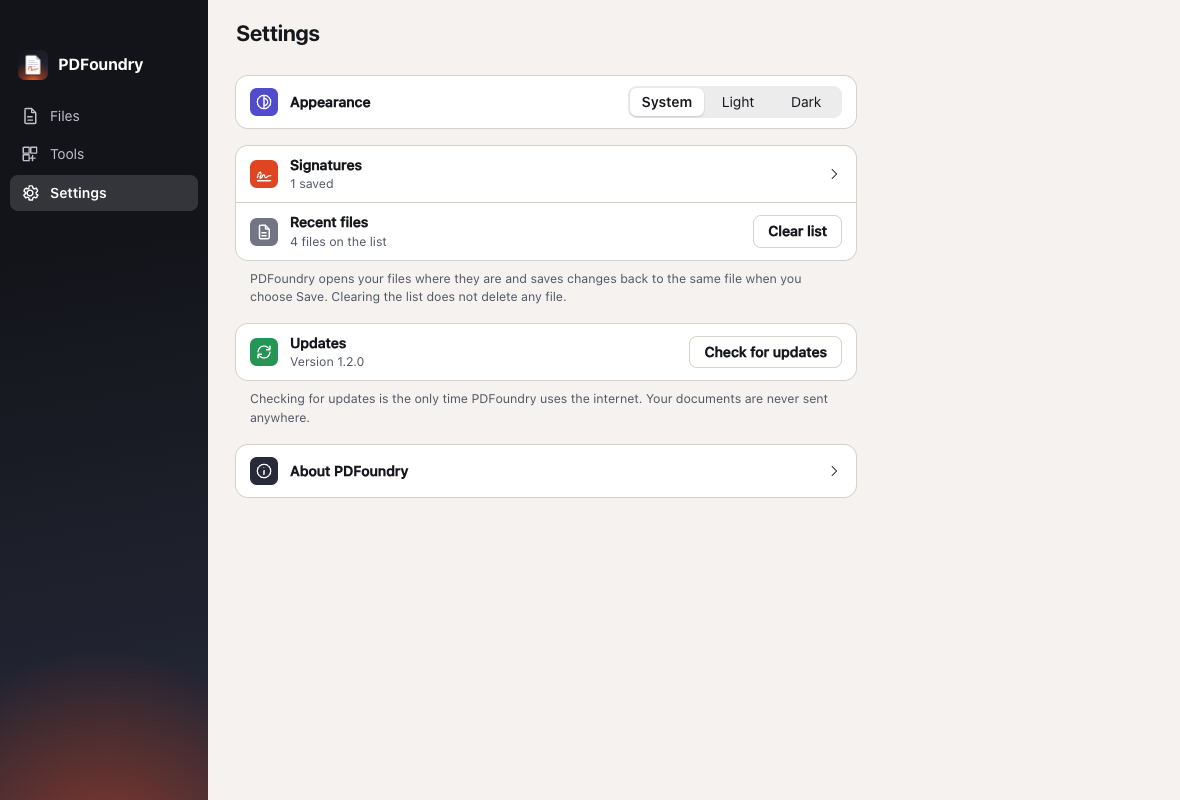 PDFoundry
Files
Tools
Settings
Settings
Appearance
System
Light
Dark
Signatures
1 saved
Recent files
4 files on the list
Clear list
PDFoundry opens your files where they are and saves changes back to the same file when you
choose Save. Clearing the list does not delete any file.
Updates
Version 1.2.0
Check for updates
Checking for updates is the only time PDFoundry uses the internet. Your documents are never sent
anywhere.
About PDFoundry